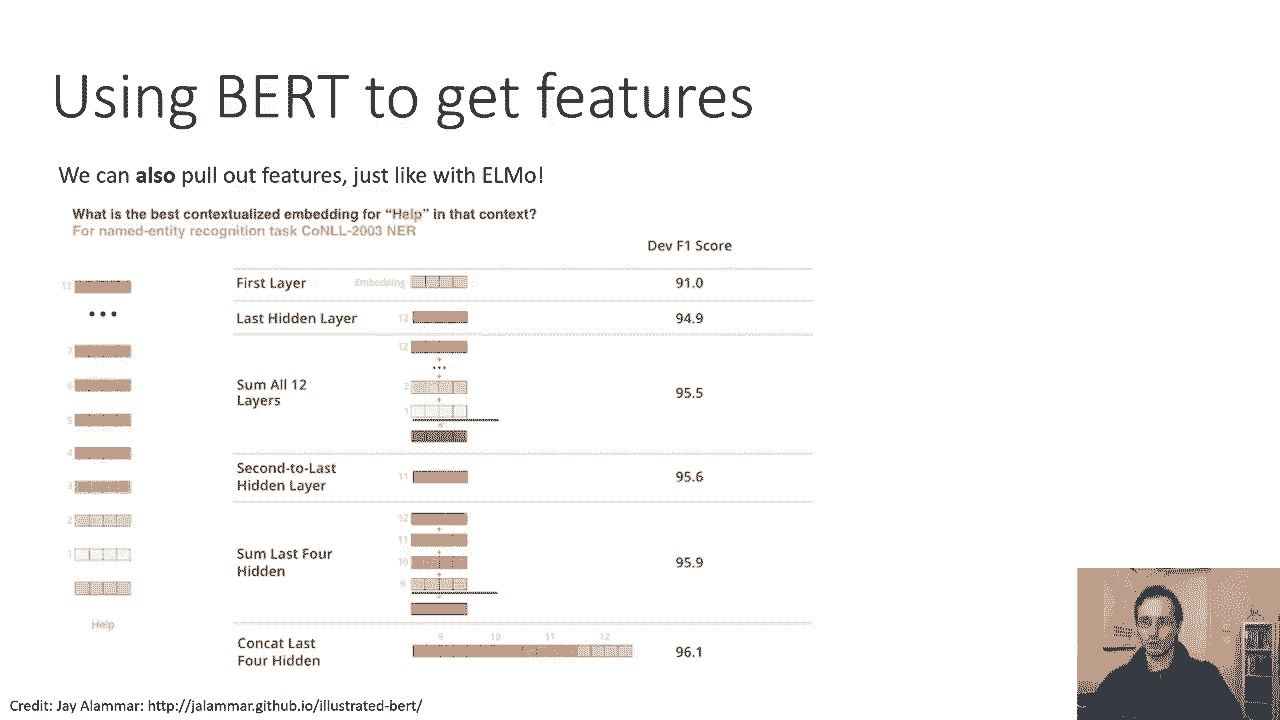 Using BERT to get features
We can also pull out features, just like with ELMo!
What is the best contextualized embedding for “Help” in that context?
For named-entity recognition task CoNLL-2003 NER
Dev F1 Score
12
• • •
7
6
5
4
3
2
1
Help
First Layer Embedding 91.0
Last Hidden Layer 12 94.9
12
+
• • •
+
2
+
1
=
Sum All 12
Layers
95.5
Second-to-Last
Hidden Layer
11
95.6
12
+
11
+
10
+
9
=
Sum Last Four
Hidden
95.9
9 10 11 12
Concat Last
Four Hidden
96.1
Credit: Jay Alammar: http://jalammar.github.io/illustrated-bert/